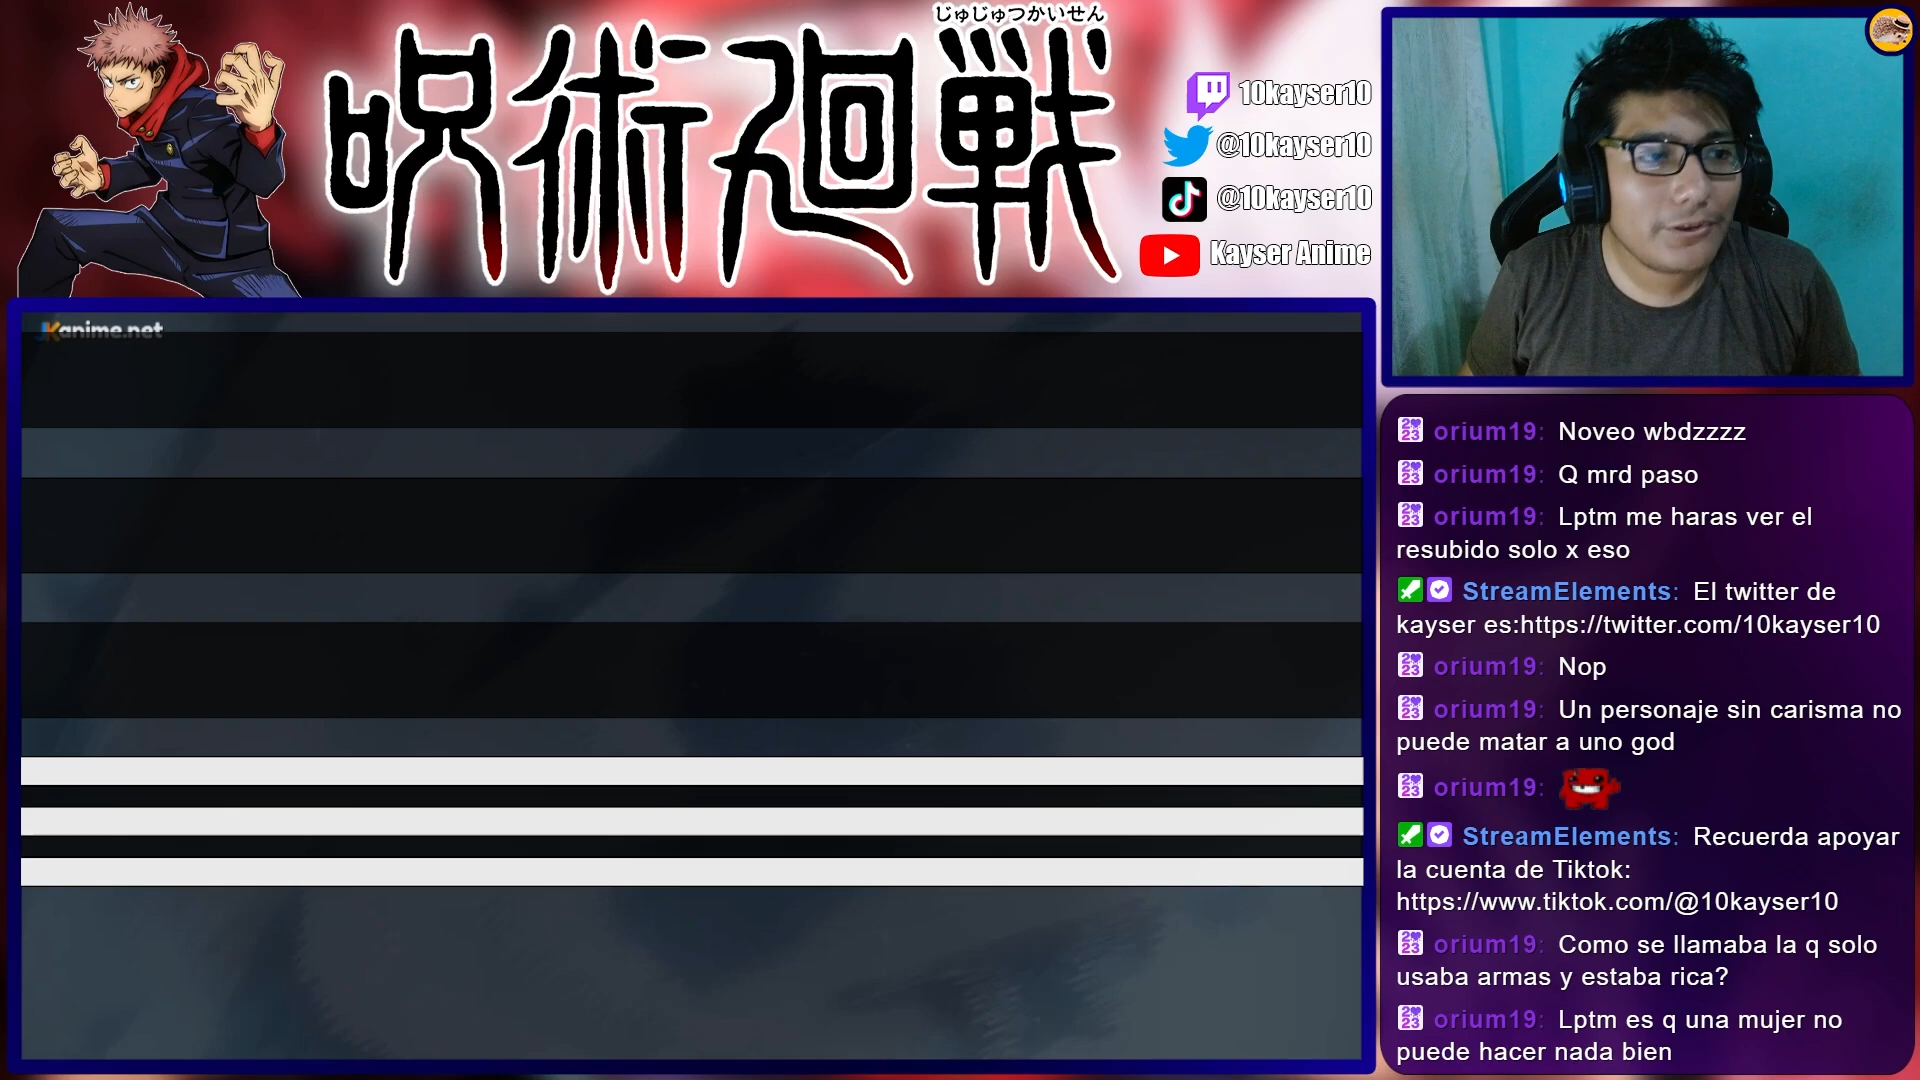 じゅじゅつかいせん
呪術廻戦
10kayser10
@10kayser10
@10kayser10
Kayser Anime
JKanime.net
orium19: Noveo wbdzzzz
orium19: Q mrd paso
orium19: Lptm me haras ver el
resubido solo x eso
StreamElements: El twitter de
kayser es:https://twitter.com/10kayser10
orium19: Nop
orium19: Un personaje sin carisma no
puede matar a uno god
orium19:
StreamElements: Recuerda apoyar
la cuenta de Tiktok:
https://www.tiktok.com/@10kayser10
orium19: Como se llamaba la q solo
usaba armas y estaba rica?
orium19: Lptm es q una mujer no
puede hacer nada bien